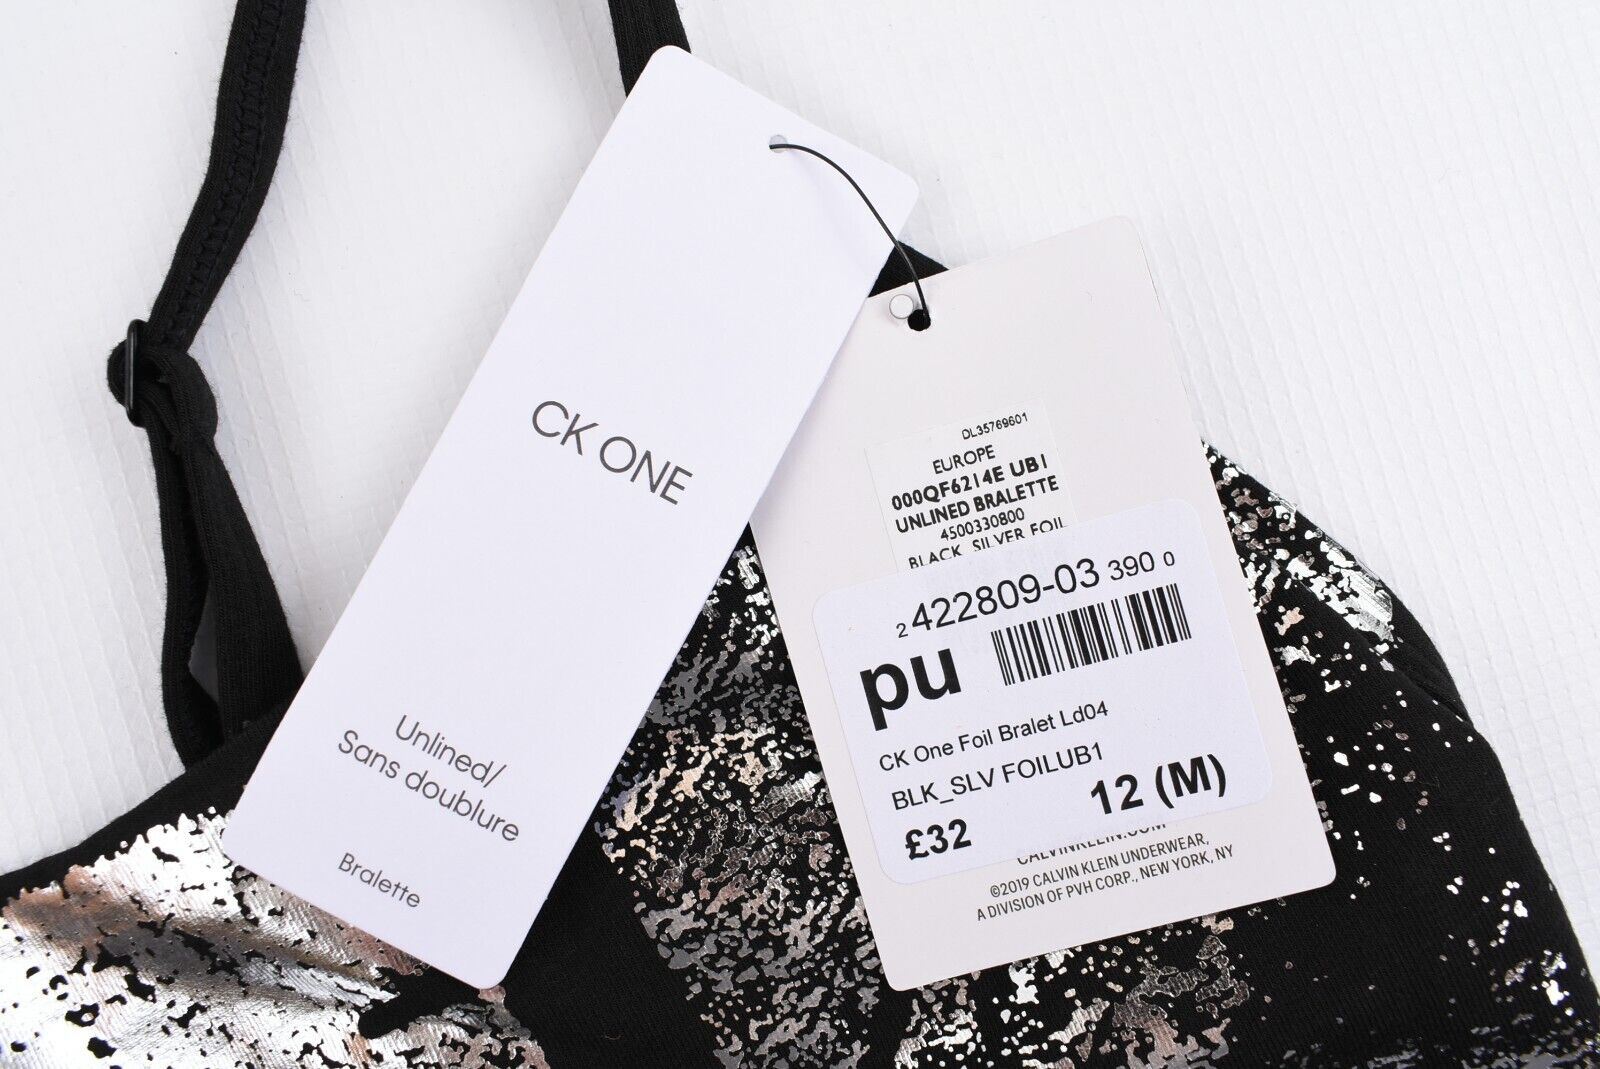 CK ONE
Unlined/
Sans doublure
Bralette
DL35769601
EUROPE
000QF6214E UB1
UNLINED BRALETTE
4500330800
BLACK SILVER FOIL
2 422809-03 390 0
pu
CK One Foil Bralet Ld04
BLK_SLV FOILUB1
£32 12 (M)
CALVINKLEIN.COM
©2019 CALVIN KLEIN UNDERWEAR,
A DIVISION OF PVH CORP., NEW YORK, NY